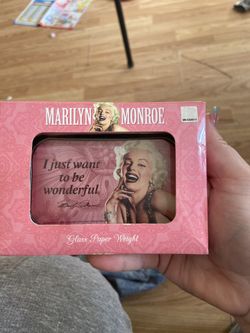 MARILYN MONROE
I just want
to be
wonderful.
Glass Paper Weight